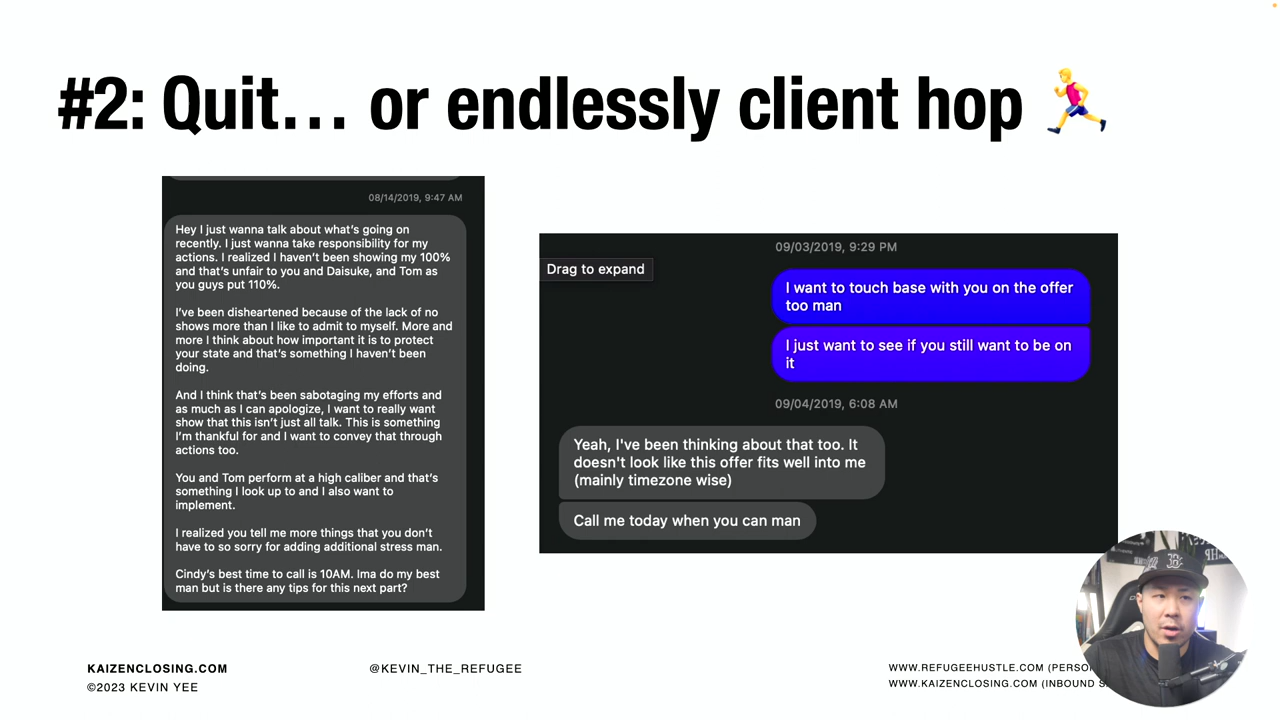 #2: Quit… or endlessly client hop
08/14/2019, 9:47 AM
Hey I just wanna talk about what's going on
recently. I just wanna take responsibility for my
actions. I realized I haven't been showing my 100%
and that's unfair to you and Daisuke, and Tom as
you guys put 110%.
I've been disheartened because of the lack of no
shows more than I like to admit to myself. More and
more I think about how important it is to protect
your state and that's something I haven't been
doing.
And I think that's been sabotaging my efforts and
as much as I can apologize, I want to really want
show that this isn't just all talk. This is something
I'm thankful for and I want to convey that through
actions too.
You and Tom perform at a high caliber and that's
something I look up to and I also want to
implement.
I realized you tell me more things that you don't
have to so sorry for adding additional stress man.
Cindy's best time to call is 10AM. Ima do my best
man but is there any tips for this next part?
09/03/2019, 9:29 PM
Drag to expand
I want to touch base with you on the offer
too man
I just want to see if you still want to be on
it
09/04/2019, 6:08 AM
Yeah, I've been thinking about that too. It
doesn't look like this offer fits well into me
(mainly timezone wise)
Call me today when you can man
KAIZENCLOSING.COM
©2023 KEVIN YEE
@KEVIN_THE_REFUGEE
WWW.REFUGEEHUSTLE.COM
WWW.KAIZENCLOSING.COM (INBOUND